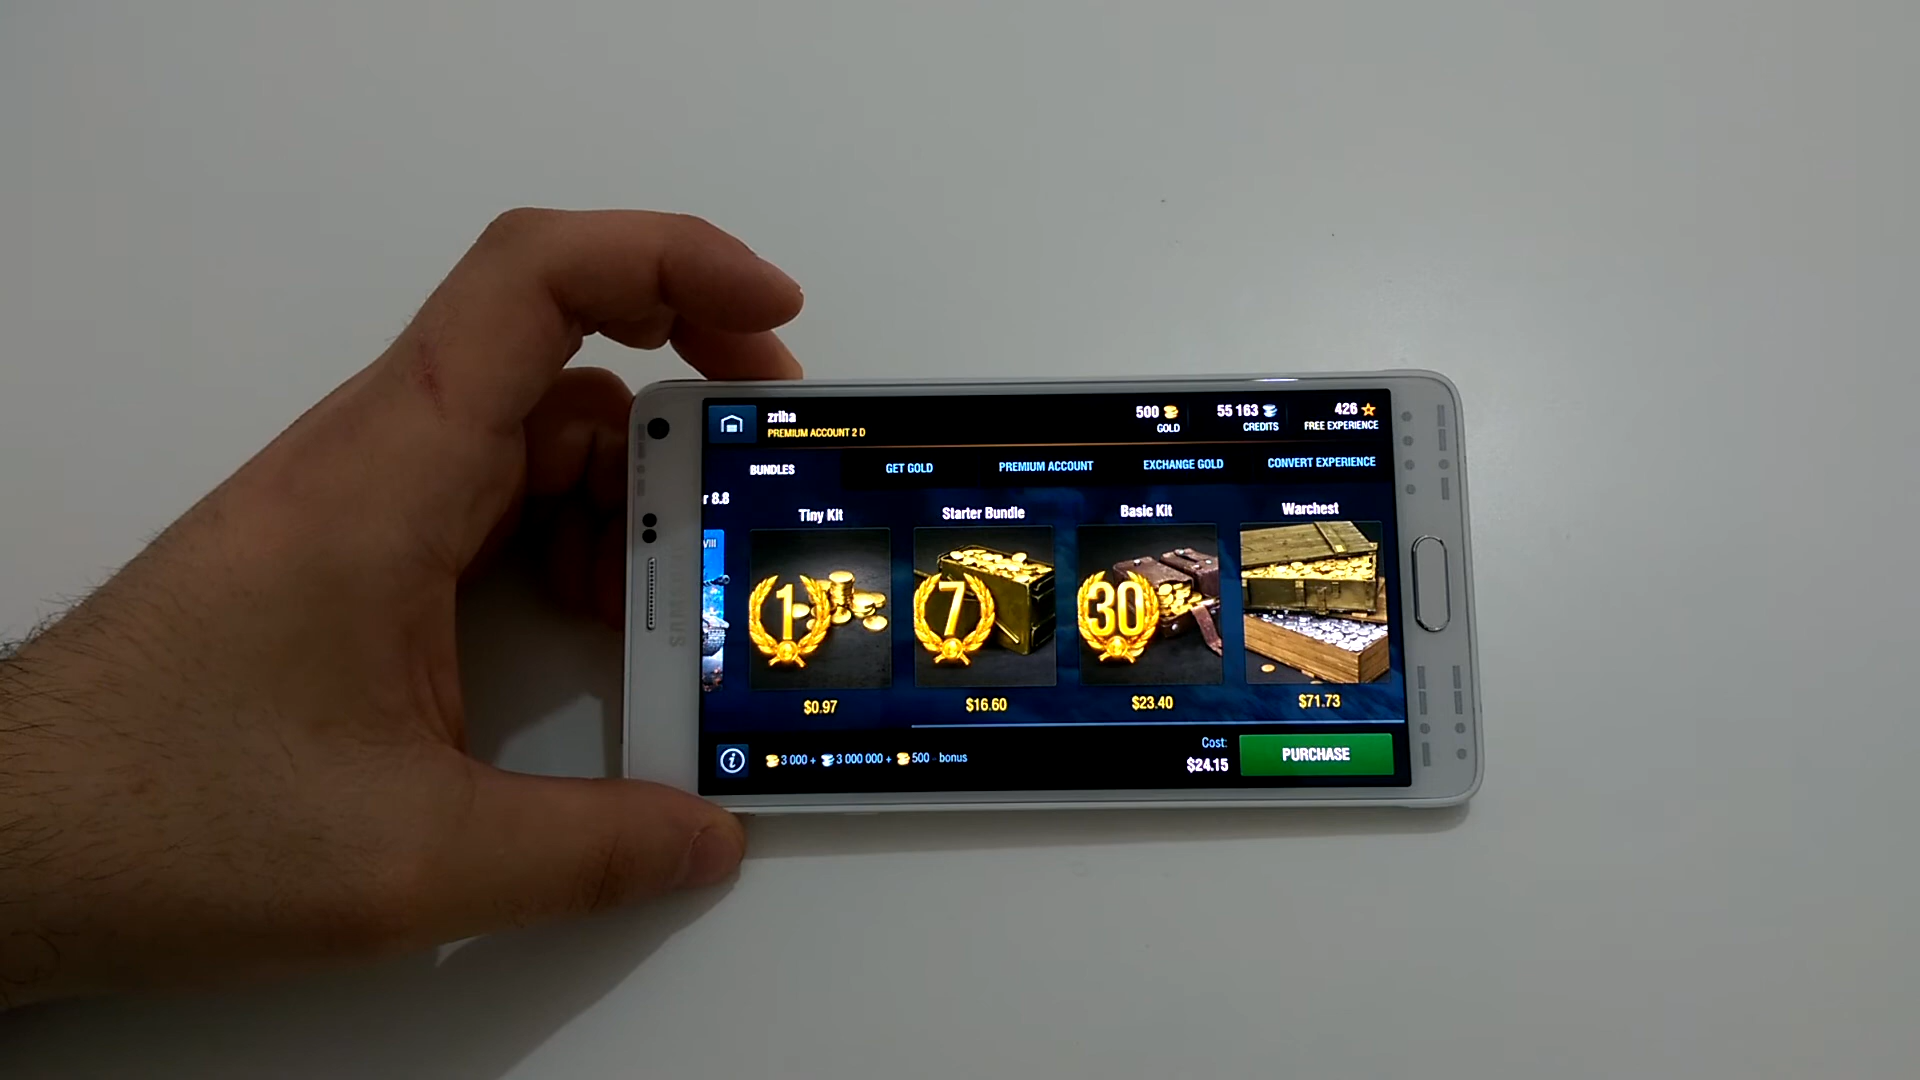 zriha
PREMIUM ACCOUNT 2 D
500
GOLD
55 163
CREDITS
426
FREE EXPERIENCE
BUNDLES
GET GOLD
PREMIUM ACCOUNT
EXCHANGE GOLD
CONVERT EXPERIENCE
r 8.8
VIII
Tiny Kit
1
$0.97
Starter Bundle
7
$16.60
Basic Kit
30
$23.40
Warchest
$71.73
3 000 + 3 000 000 + 500 - bonus
Cost:
$24.15
PURCHASE
SAMSUNG